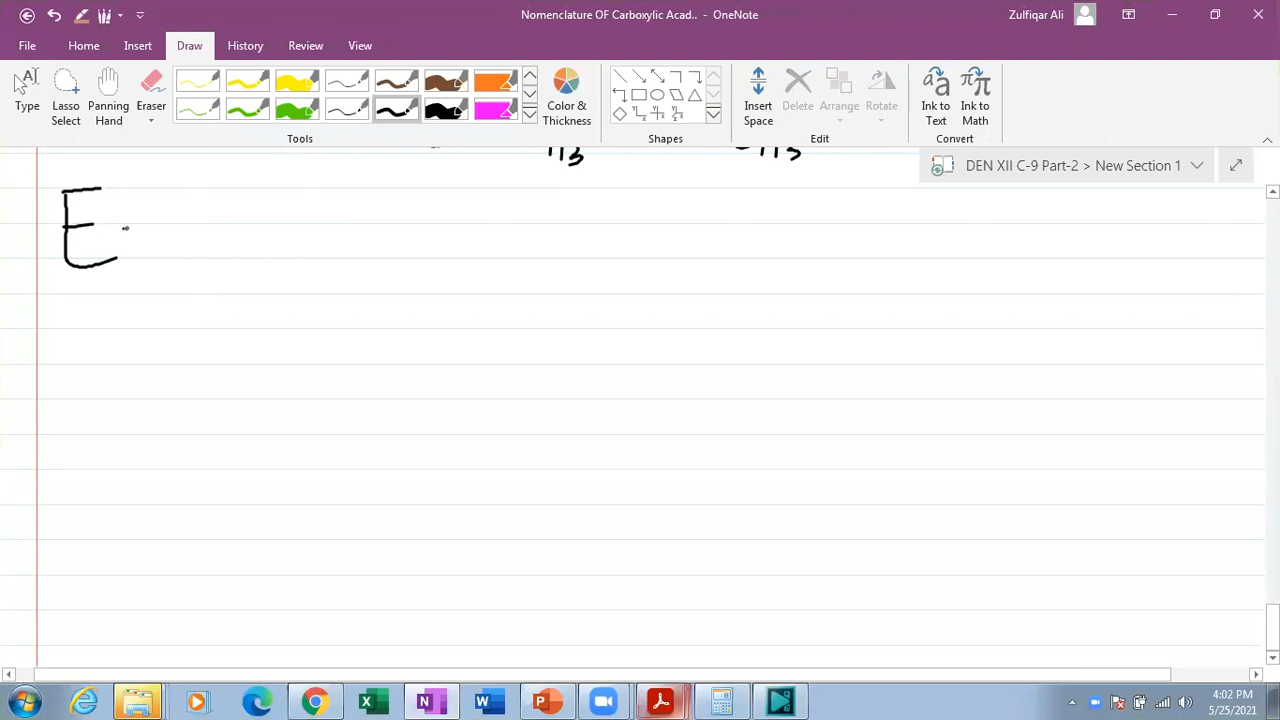 Nomenclature OF Carboxylic Acad.. - OneNote
Zulfiqar Ali
File Home Insert Draw History Review View
Type
Lasso Select
Panning Hand
Eraser
Color & Thickness
Insert Space
Delete
Arrange
Rotate
Ink to Text
Ink to Math
Tools
Shapes
Edit
Convert
DEN XII C-9 Part-2 > New Section 1
E
4:02 PM
5/25/2021